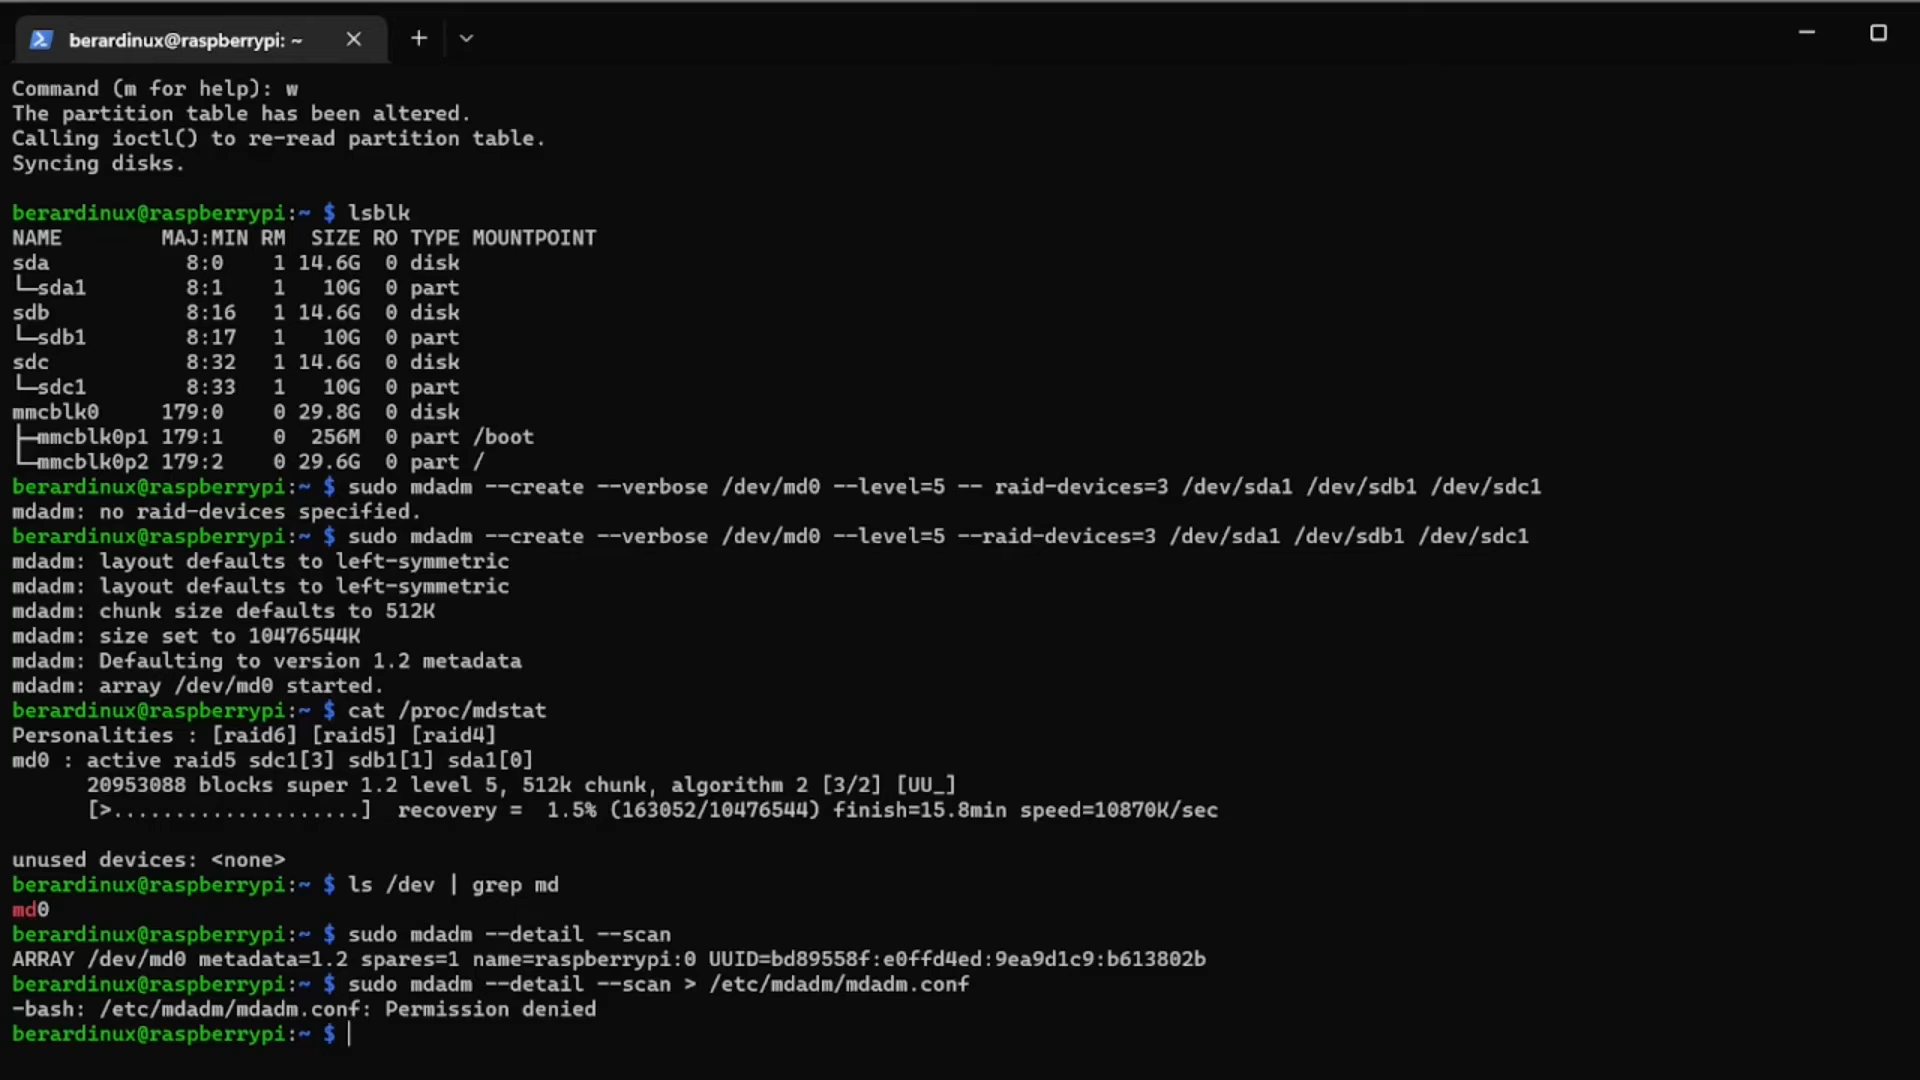 berardinux@raspberrypi: ~
Command (m for help): w
The partition table has been altered.
Calling ioctl() to re-read partition table.
Syncing disks.
berardinux@raspberrypi:~ $ lsblk
NAME        MAJ:MIN RM  SIZE RO TYPE MOUNTPOINT
sda           8:0    1 14.6G  0 disk
└─sda1        8:1    1   10G  0 part
sdb           8:16   1 14.6G  0 disk
└─sdb1        8:17   1   10G  0 part
sdc           8:32   1 14.6G  0 disk
└─sdc1        8:33   1   10G  0 part
mmcblk0     179:0    0 29.8G  0 disk
├─mmcblk0p1 179:1    0  256M  0 part /boot
└─mmcblk0p2 179:2    0 29.6G  0 part /
berardinux@raspberrypi:~ $ sudo mdadm --create --verbose /dev/md0 --level=5 -- raid-devices=3 /dev/sda1 /dev/sdb1 /dev/sdc1
mdadm: no raid-devices specified.
berardinux@raspberrypi:~ $ sudo mdadm --create --verbose /dev/md0 --level=5 --raid-devices=3 /dev/sda1 /dev/sdb1 /dev/sdc1
mdadm: layout defaults to left-symmetric
mdadm: layout defaults to left-symmetric
mdadm: chunk size defaults to 512K
mdadm: size set to 10476544K
mdadm: Defaulting to version 1.2 metadata
mdadm: array /dev/md0 started.
berardinux@raspberrypi:~ $ cat /proc/mdstat
Personalities : [raid6] [raid5] [raid4]
md0 : active raid5 sdc1[3] sdb1[1] sda1[0]
      20953088 blocks super 1.2 level 5, 512k chunk, algorithm 2 [3/2] [UU_]
      [>....................]  recovery =  1.5% (163052/10476544) finish=15.8min speed=10870K/sec
unused devices: <none>
berardinux@raspberrypi:~ $ ls /dev | grep md
md0
berardinux@raspberrypi:~ $ sudo mdadm --detail --scan
ARRAY /dev/md0 metadata=1.2 spares=1 name=raspberrypi:0 UUID=bd89558f:e0ffd4ed:9ea9d1c9:b613802b
berardinux@raspberrypi:~ $ sudo mdadm --detail --scan > /etc/mdadm/mdadm.conf
-bash: /etc/mdadm/mdadm.conf: Permission denied
berardinux@raspberrypi:~ $